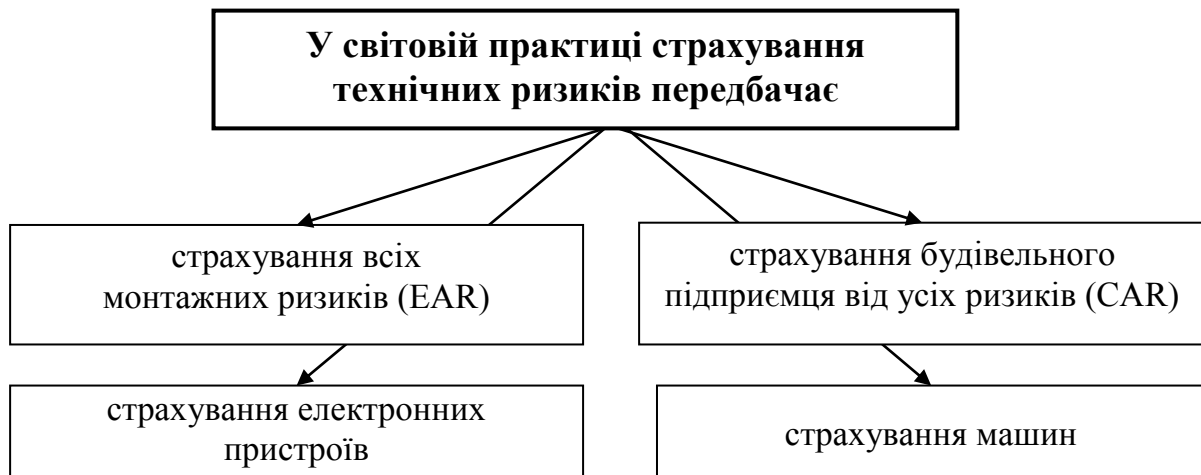 У світовій практиці страхування
технічних ризиків передбачає
страхування всіх
монтажних ризиків (EAR)
страхування будівельного
підприємця від усіх ризиків (CAR)
страхування електронних
пристроїв
страхування машин